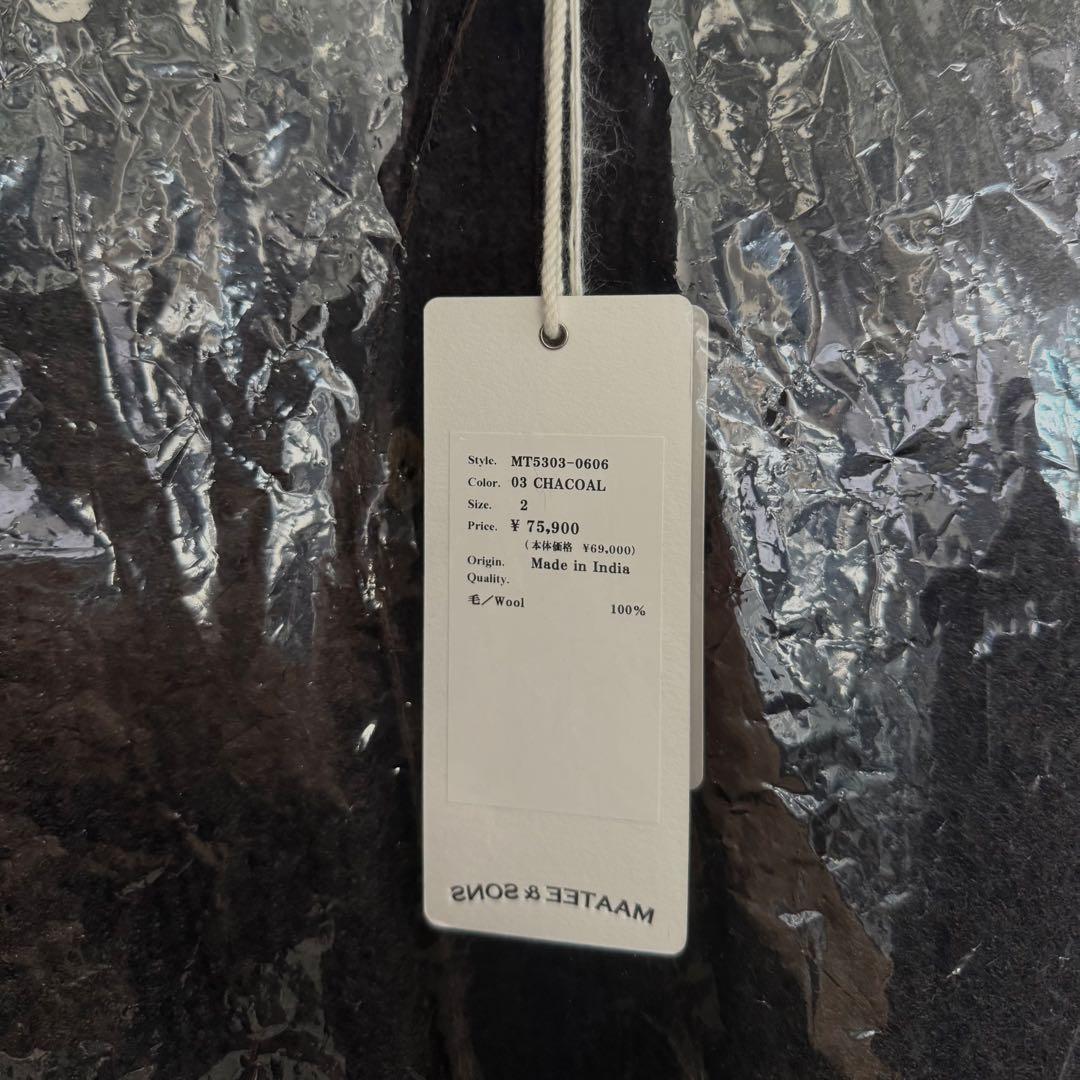 Style. MT5303-0606
Color. 03 CHACOAL
Size. 2
Price. ¥ 75,900
(本体価格 ¥69,000)
Origin. Made in India
Quality.
毛/Wool 100%
MAATEE & SONS